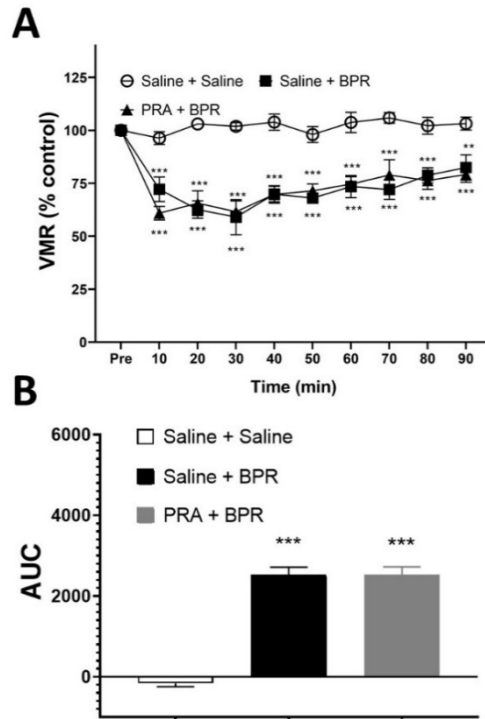 A
Saline + Saline Saline + BPR
PRA + BPR
VMR (% control)
125
100
75
50
25
0
*** *** *** *** *** *** *** *** **
*** *** *** *** *** *** *** *** ***
Pre 10 20 30 40 50 60 70 80 90
Time (min)
B
Saline + Saline
Saline + BPR
PRA + BPR
AUC
6000
4000
2000
0
*** ***